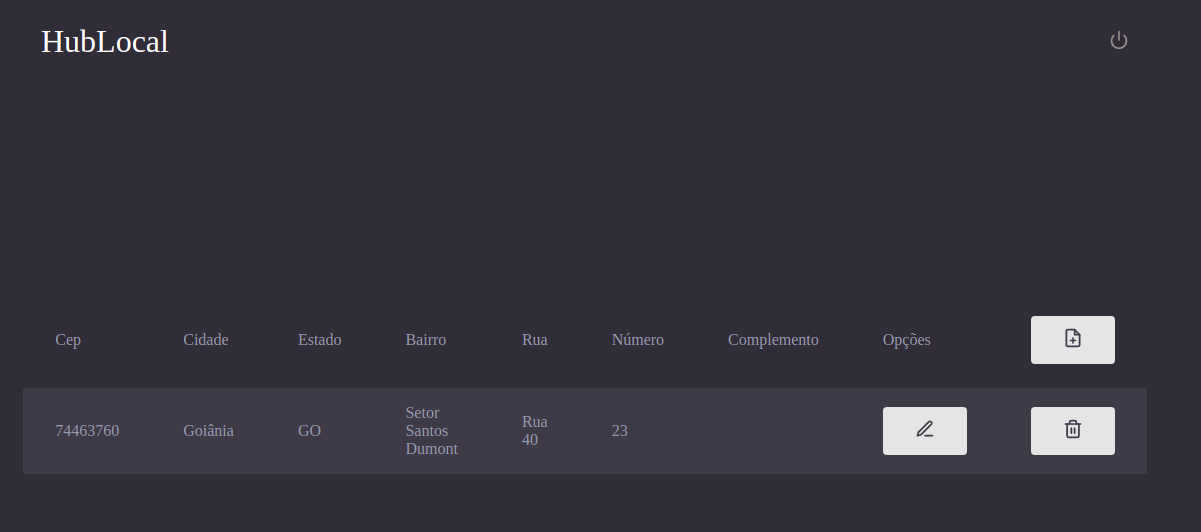 HubLocal
Cep Cidade Estado Bairro Rua Número Complemento Opções
74463760 Goiânia GO Setor Santos Dumont Rua 40 23